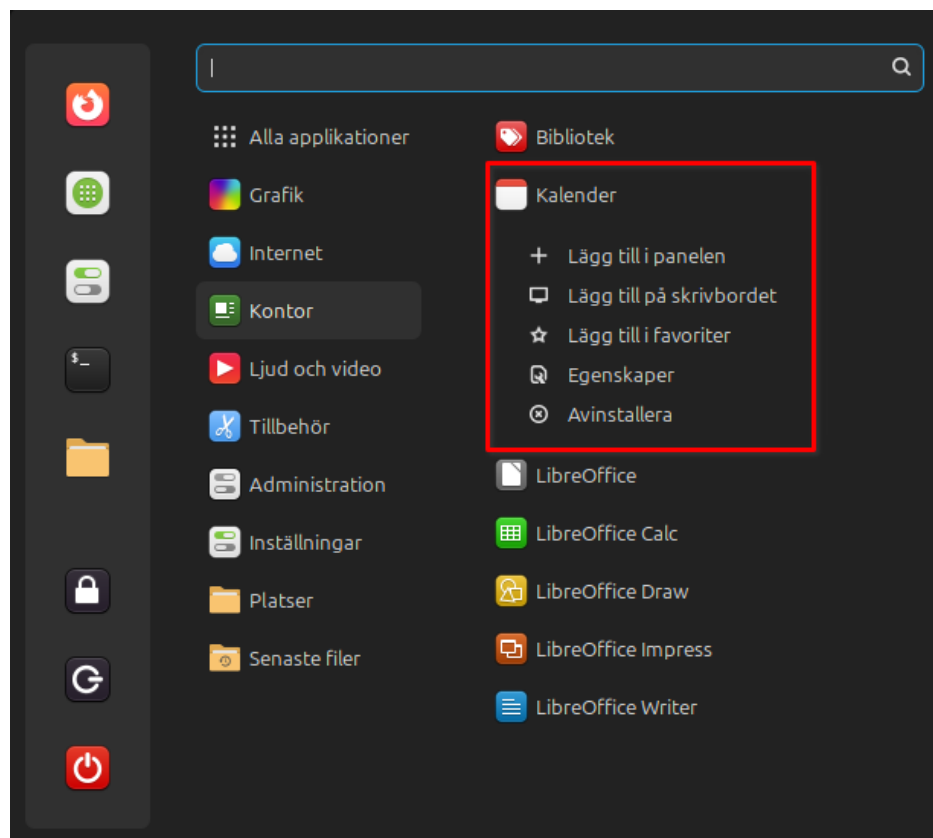 $_
Alla applikationer
Grafik
Internet
Kontor
Ljud och video
Tillbehör
Administration
Inställningar
Platser
Senaste filer
Bibliotek
Kalender
Lägg till i panelen
Lägg till på skrivbordet
Lägg till i favoriter
Egenskaper
Avinstallera
LibreOffice
LibreOffice Calc
LibreOffice Draw
LibreOffice Impress
LibreOffice Writer